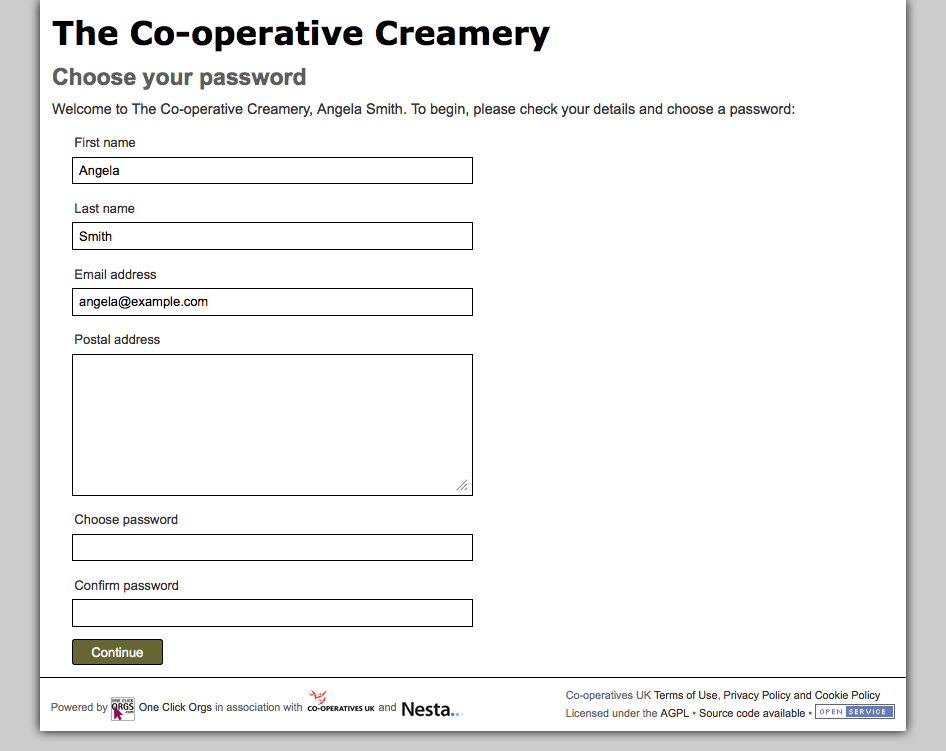 The Co-operative Creamery
Choose your password
Welcome to The Co-operative Creamery, Angela Smith. To begin, please check your details and choose a password:
First name
Angela
Last name
Smith
Email address
angela@example.com
Postal address
Choose password
Confirm password
Continue
Powered by ONE CLICK ORGS .com One Click Orgs in association with CO-OPERATIVES UK and Nesta...
Co-operatives UK Terms of Use, Privacy Policy and Cookie Policy
Licensed under the AGPL • Source code available • OPEN SERVICE